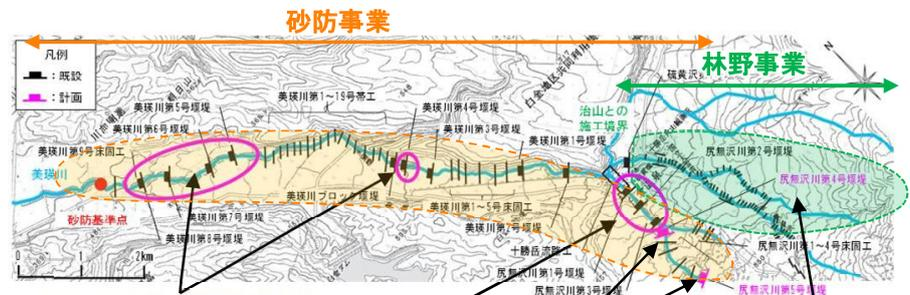 砂防事業
林野事業
凡例
：既設
：計画
硫黄沢
白金地区共同利用
治山との
施工境界
美瑛川第1～19号帯工
美瑛川第5号堰堤
美瑛川第6号堰堤
美瑛川第4号堰堤
美瑛川第3号堰堤
美瑛川第1号堰堤
美瑛川第9号床固工
美瑛川
砂防基準点
美瑛川第7号堰堤
美瑛川第8号堰堤
美瑛川ブロック堰堤
美瑛川第1～5号床固工
美瑛川第2号堰堤
十勝岳流路工
尻無沢川第1号堰堤
尻無沢川第3号堰堤
尻無沢川第2号堰堤
尻無沢川第4号堰堤
尻無沢川第1～4号床固工
尻無沢川第5号堰堤
0 1 2km
N